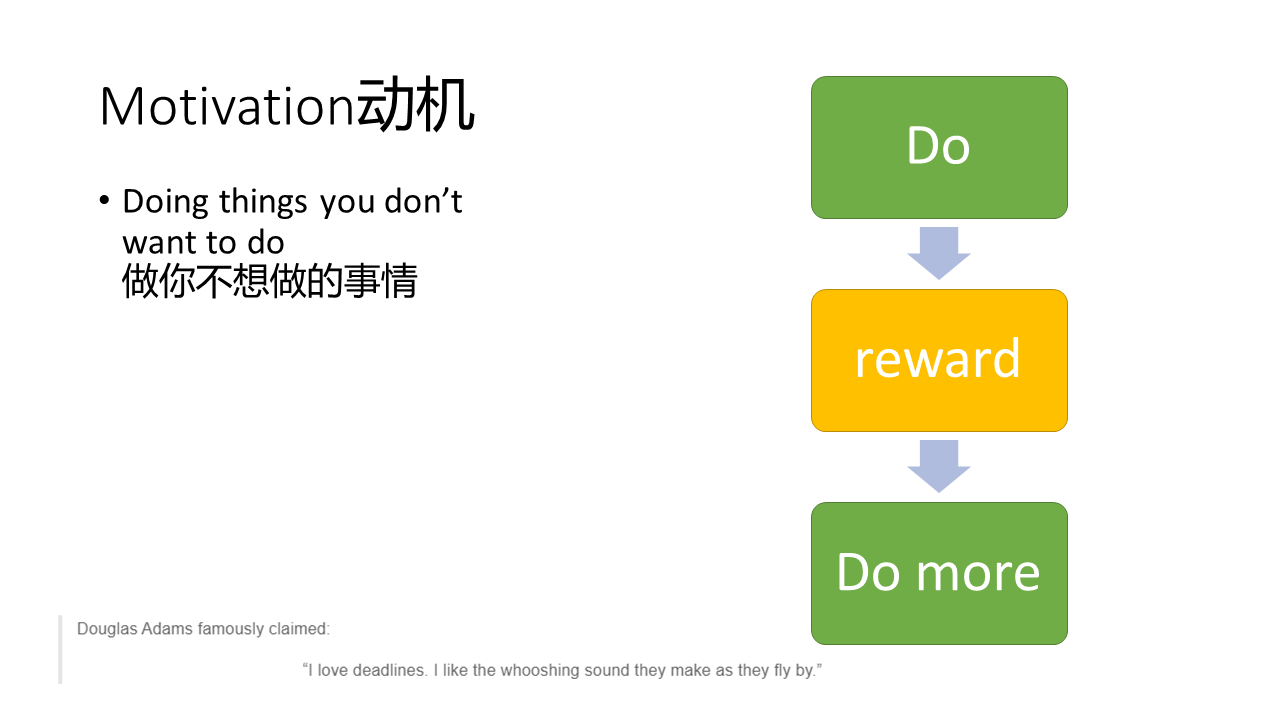 Motivation动机
• Doing things you don’t
want to do
做你不想做的事情
Do
reward
Do more
Douglas Adams famously claimed:
“I love deadlines. I like the whooshing sound they make as they fly by.”